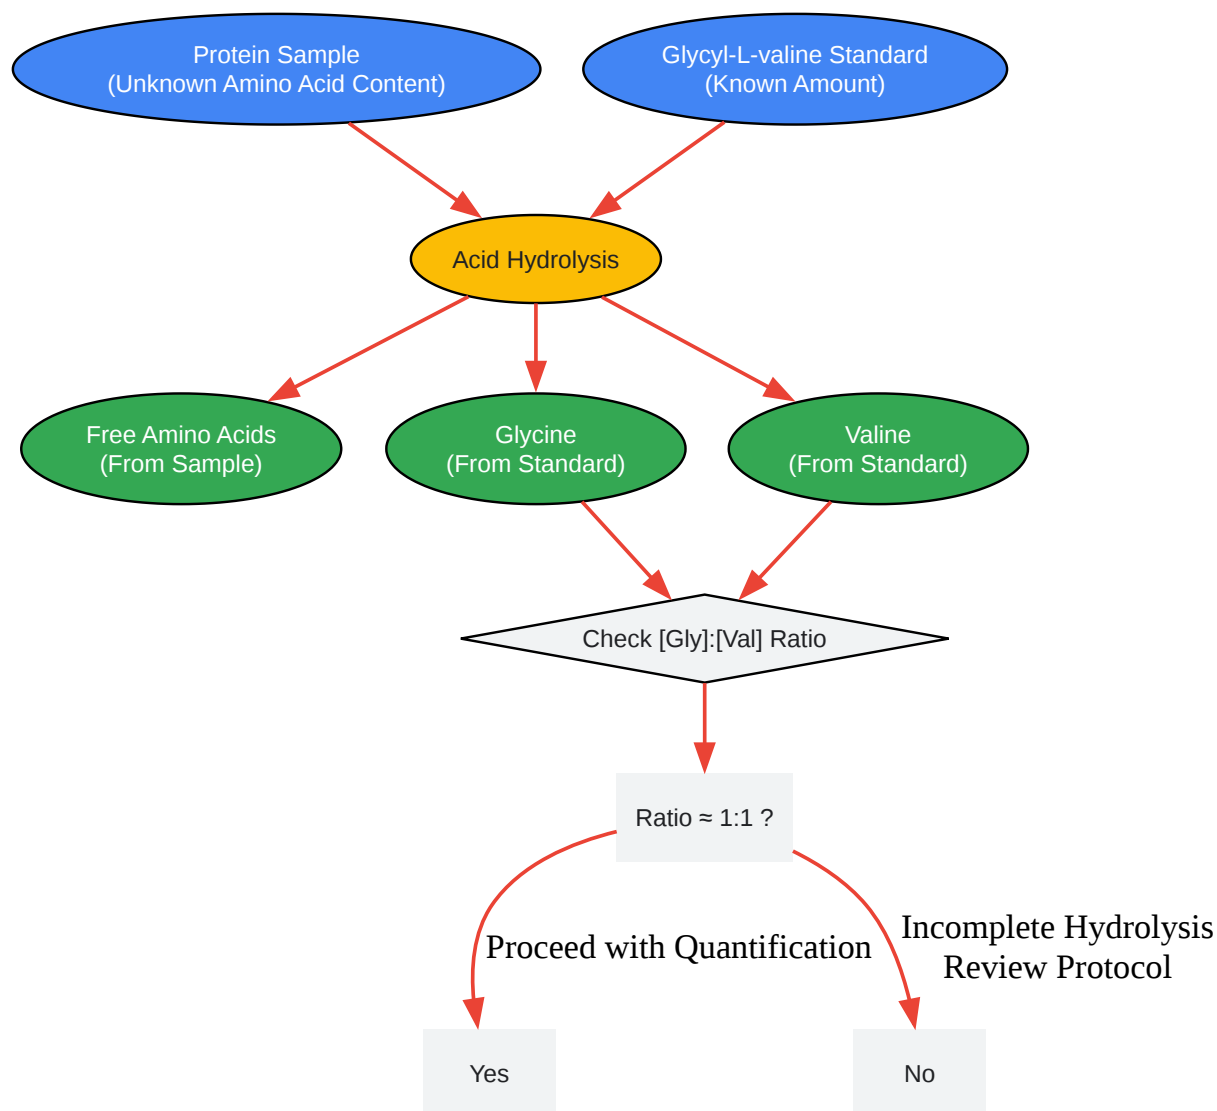 Protein Sample
(Unknown Amino Acid Content)
Glycyl-L-valine Standard
(Known Amount)
Acid Hydrolysis
Free Amino Acids
(From Sample)
Glycine
(From Standard)
Valine
(From Standard)
Check [Gly]:[Val] Ratio
Ratio ≈ 1:1 ?
Proceed with Quantification
Incomplete Hydrolysis
Review Protocol
Yes
No